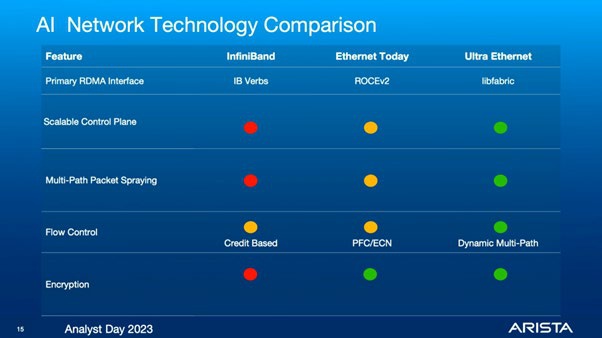 AI Network Technology Comparison
Feature InfiniBand Ethernet Today Ultra Ethernet
Primary RDMA Interface IB Verbs ROCEv2 libfabric
Scalable Control Plane
Multi-Path Packet Spraying
Flow Control
Credit Based PFC/ECN Dynamic Multi-Path
Encryption
15 Analyst Day 2023 ARISTA